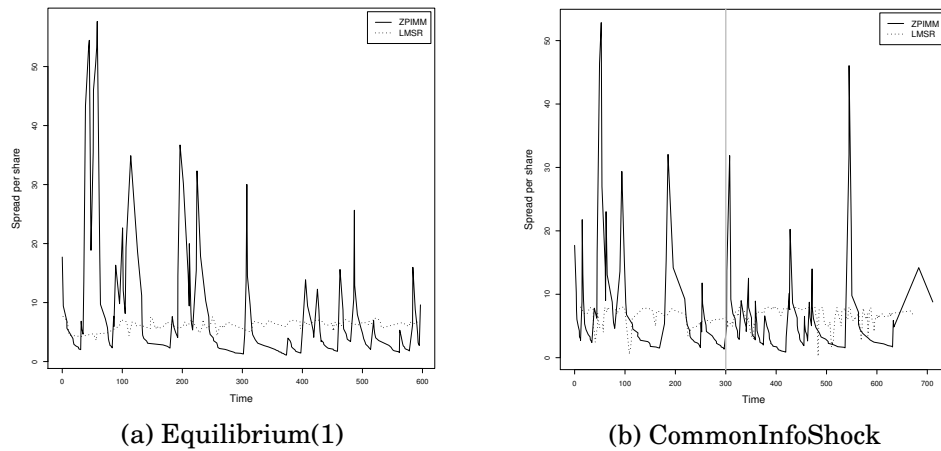 ZPIMM
LMSR
Spread per share
0 10 20 30 40 50
0 100 200 300 400 500 600
Time
(a) Equilibrium(1)
ZPIMM
LMSR
Spread per share
0 10 20 30 40 50
0 100 200 300 400 500 600 700
Time
(b) CommonInfoShock